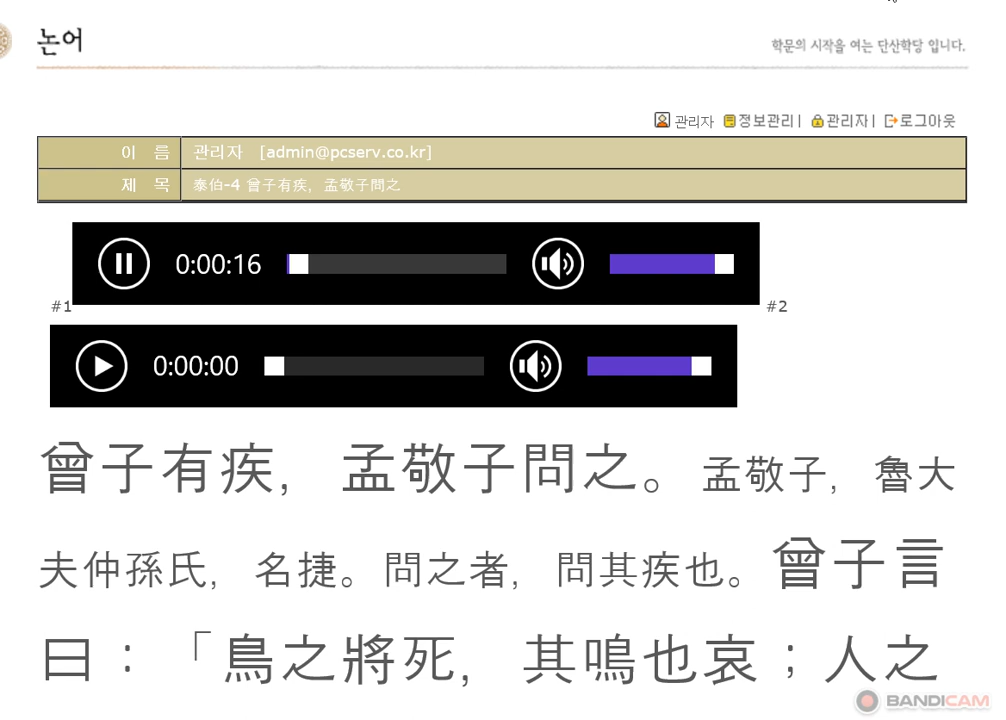 논어
학문의 시작을 여는 단산학당 입니다.
관리자 정보관리 | 관리자 | 로그아웃
이 름 관리자 [admin@pcserv.co.kr]
제 목 泰伯-4 曾子有疾, 孟敬子問之
0:00:16
#1 #2
0:00:00
曾子有疾, 孟敬子問之。孟敬子, 魯大
夫仲孫氏, 名捷。問之者, 問其疾也。曾子言
曰：「鳥之將死, 其鳴也哀；人之
BANDICAM